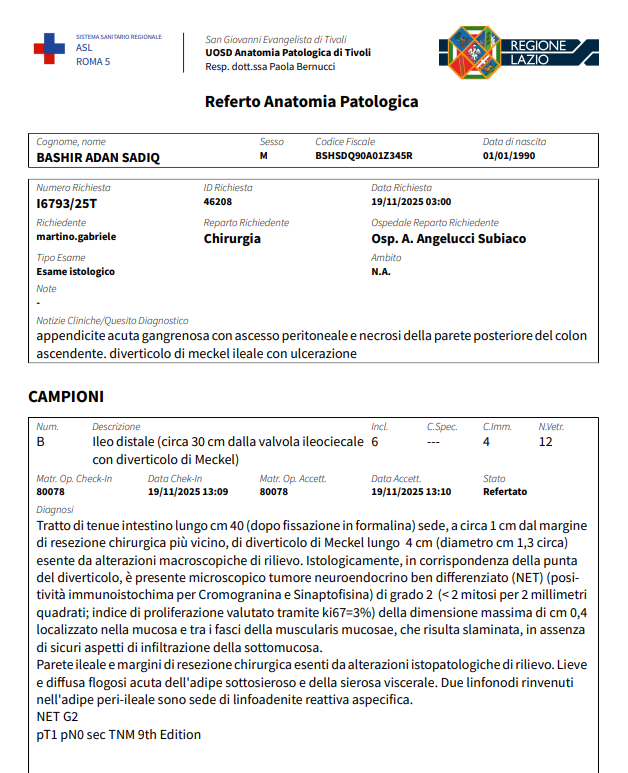 SISTEMA SANITARIO REGIONALE
ASL
ROMA 5
San Giovanni Evangelista di Tivoli
UOSD Anatomia Patologica di Tivoli
Resp. dott.ssa Paola Bernucci
REGIONE
LAZIO
Referto Anatomia Patologica
Cognome, nome Sesso Codice Fiscale Data di nascita
BASHIR ADAN SADIQ M BSHSDQ90A01Z345R 01/01/1990
Numero Richiesta ID Richiesta Data Richiesta
I6793/25T 46208 19/11/2025 03:00
Richiedente Reparto Richiedente Ospedale Reparto Richiedente
martino.gabriele Chirurgia Osp. A. Angelucci Subiaco
Tipo Esame Ambito
Esame istologico N.A.
Note
-
Notizie Cliniche/Quesito Diagnostico
appendicite acuta gangrenosa con ascesso peritoneale e necrosi della parete posteriore del colon
ascendente. diverticolo di meckel ileale con ulcerazione
CAMPIONI
Num. Descrizione Incl. C.Spec. C.Imm. N.Vetr.
B Ileo distale (circa 30 cm dalla valvola ileociecale 6 --- 4 12
con diverticolo di Meckel)
Matr. Op. Check-In Data Chek-In Matr. Op. Accett. Data Accett. Stato
80078 19/11/2025 13:09 80078 19/11/2025 13:10 Refertato
Diagnosi
Tratto di tenue intestino lungo cm 40 (dopo fissazione in formalina) sede, a circa 1 cm dal margine
di resezione chirurgica più vicino, di diverticolo di Meckel lungo 4 cm (diametro cm 1,3 circa)
esente da alterazioni macroscopiche di rilievo. Istologicamente, in corrispondenza della punta
del diverticolo, è presente microscopico tumore neuroendocrino ben differenziato (NET) (posi-
tività immunoistochima per Cromogranina e Sinaptofisina) di grado 2 (< 2 mitosi per 2 millimetri
quadrati; indice di proliferazione valutato tramite ki67=3%) della dimensione massima di cm 0,4
localizzato nella mucosa e tra i fasci della muscularis mucosae, che risulta slaminata, in assenza
di sicuri aspetti di infiltrazione della sottomucosa.
Parete ileale e margini di resezione chirurgica esenti da alterazioni istopatologiche di rilievo. Lieve
e diffusa flogosi acuta dell'adipe sottosieroso e della sierosa viscerale. Due linfonodi rinvenuti
nell'adipe peri-ileale sono sede di linfoadenite reattiva aspecifica.
NET G2
pT1 pN0 sec TNM 9th Edition